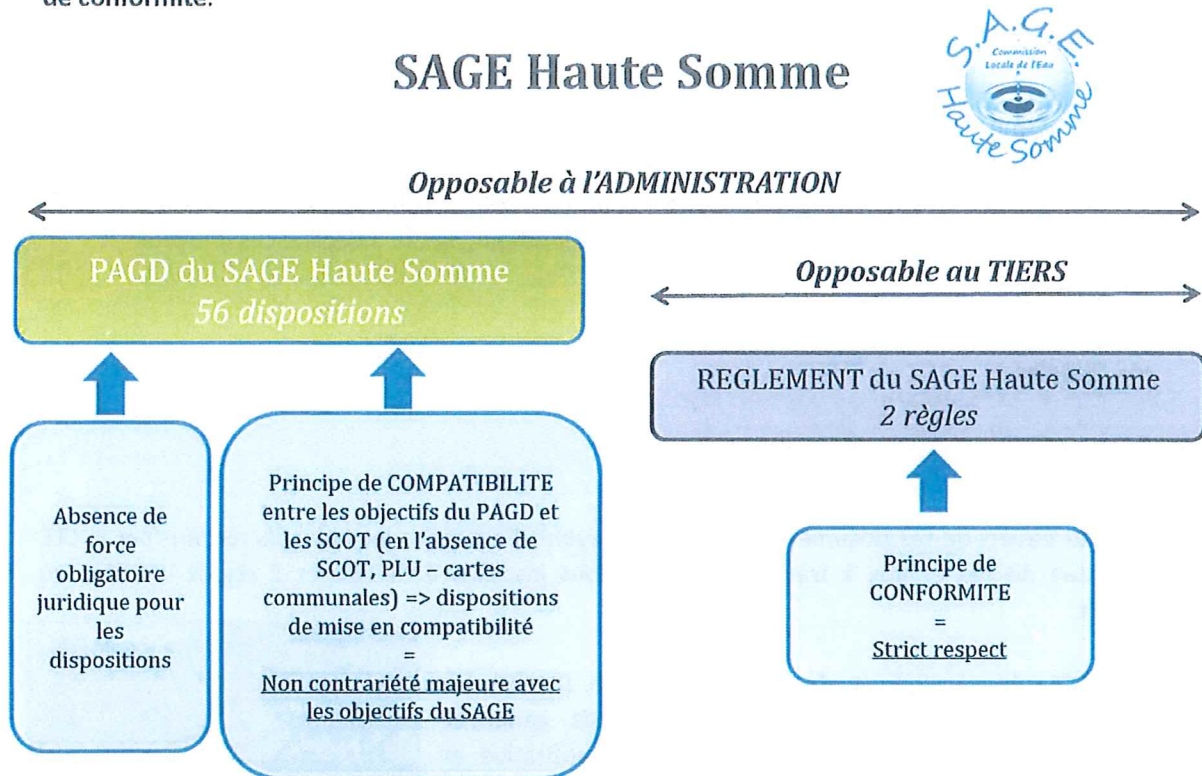 de conformité.
SAGE Haute Somme
S.A.G.E.
Commission
Locale de l'Eau
Haute Somme
Opposable à l'ADMINISTRATION
PAGD du SAGE Haute Somme
56 dispositions
Opposable au TIERS
REGLEMENT du SAGE Haute Somme
2 règles
Absence de
force
obligatoire
juridique pour
les
dispositions
Principe de COMPATIBILITE
entre les objectifs du PAGD et
les SCOT (en l'absence de
SCOT, PLU – cartes
communales) => dispositions
de mise en compatibilité
=
Non contrariété majeure avec
les objectifs du SAGE
Principe de
CONFORMITE
=
Strict respect